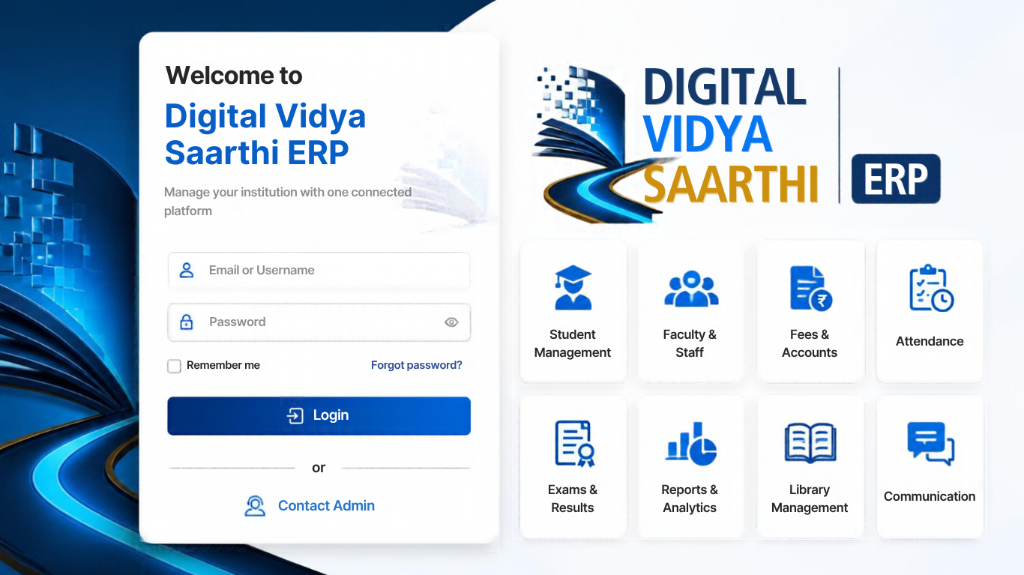 Welcome to
Digital Vidya
Saarthi ERP
Manage your institution with one connected
platform
Email or Username
Password
Remember me
Forgot password?
Login
or
Contact Admin
DIGITAL
VIDYA
SAARTHI
ERP
Student
Management
Faculty &
Staff
Fees &
Accounts
Attendance
Exams &
Results
Reports &
Analytics
Library
Management
Communication